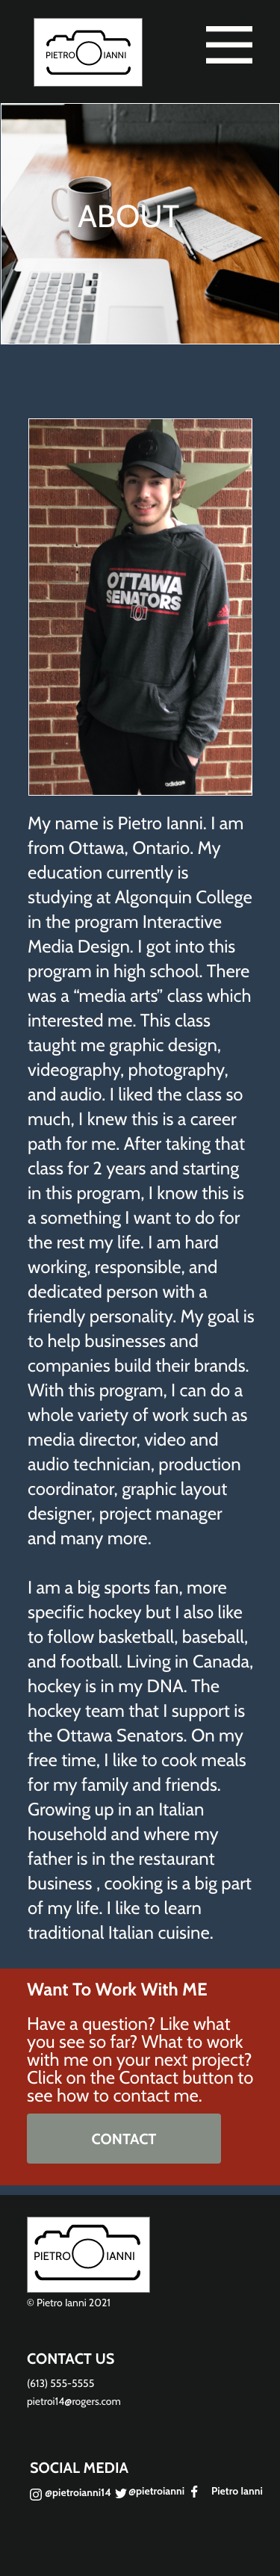 PIETRO IANNI
ABOUT
OTTAWA
SENATORS
adidas
My name is Pietro Ianni. I am
from Ottawa, Ontario. My
education currently is
studying at Algonquin College
in the program Interactive
Media Design. I got into this
program in high school. There
was a “media arts” class which
interested me. This class
taught me graphic design,
videography, photography,
and audio. I liked the class so
much, I knew this is a career
path for me. After taking that
class for 2 years and starting
in this program, I know this is
a something I want to do for
the rest my life. I am hard
working, responsible, and
dedicated person with a
friendly personality. My goal is
to help businesses and
companies build their brands.
With this program, I can do a
whole variety of work such as
media director, video and
audio technician, production
coordinator, graphic layout
designer, project manager
and many more.
I am a big sports fan, more
specific hockey but I also like
to follow basketball, baseball,
and football. Living in Canada,
hockey is in my DNA. The
hockey team that I support is
the Ottawa Senators. On my
free time, I like to cook meals
for my family and friends.
Growing up in an Italian
household and where my
father is in the restaurant
business , cooking is a big part
of my life. I like to learn
traditional Italian cuisine.
Want To Work With ME
Have a question? Like what
you see so far? What to work
with me on your next project?
Click on the Contact button to
see how to contact me.
CONTACT
PIETRO IANNI
© Pietro Ianni 2021
CONTACT US
(613) 555-5555
pietroi14@rogers.com
SOCIAL MEDIA
@pietroianni14 @pietroianni Pietro Ianni